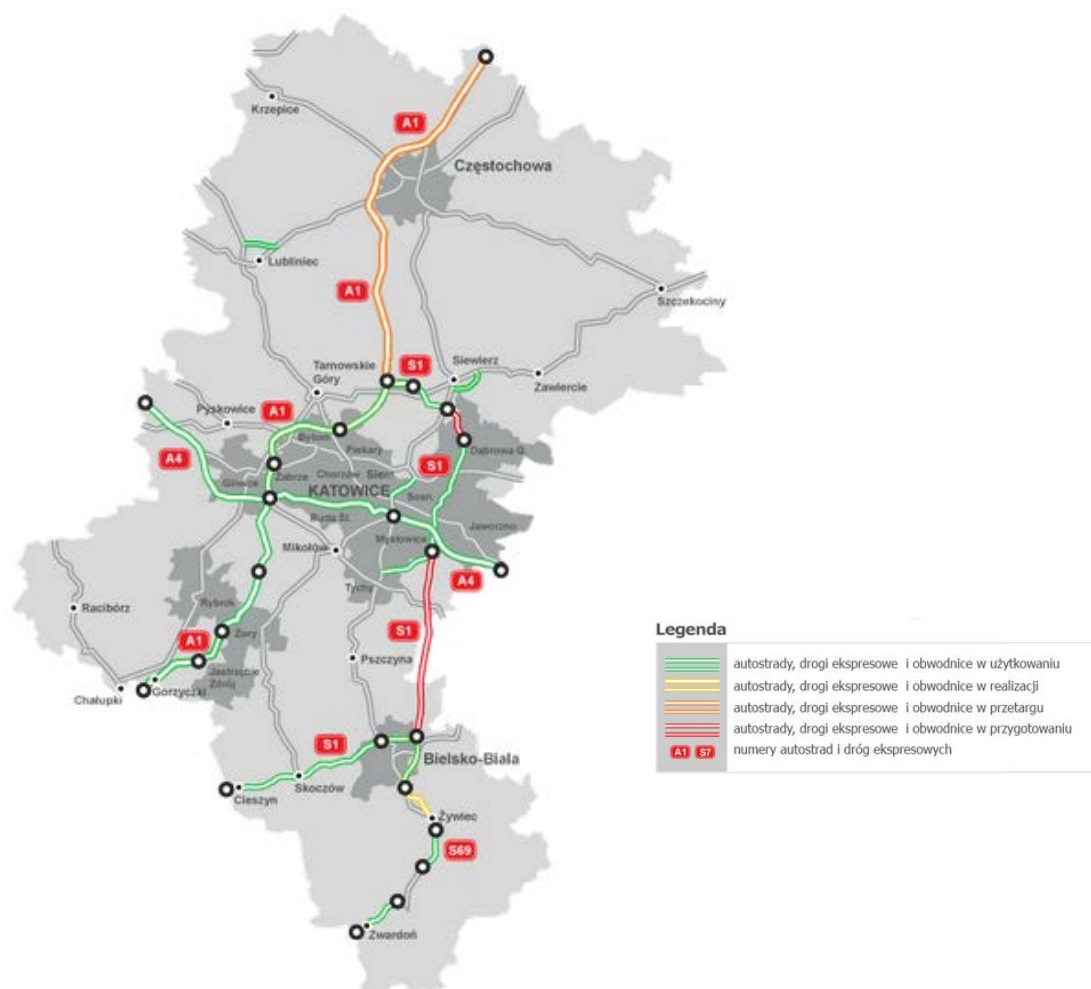 Krzepice
A1
Częstochowa
Lubliniec
A1
Szczekociny
Tarnowskie
Góry
S1
Siewierz
Zawiercie
Pyskowice
A1
Bytom
Piekary
Dąbrowa G.
A4
Zabrze
Chorzów
Siem.
S1
Gliwice
KATOWICE
Sosn.
Ruda Śl.
Jaworzno
Mysłowice
Mikołów
Tychy
A4
Rybnik
Racibórz
A1
Żory
S1
Jastrzębie
Zdrój
Pszczyna
Gorzyczki
Chałupki
S1
Bielsko-Biała
Skoczów
Cieszyn
Żywiec
S69
Zwardoń
Legenda
autostrady, drogi ekspresowe i obwodnice w użytkowaniu
autostrady, drogi ekspresowe i obwodnice w realizacji
autostrady, drogi ekspresowe i obwodnice w przetargu
autostrady, drogi ekspresowe i obwodnice w przygotowaniu
A1 S7 numery autostrad i dróg ekspresowych